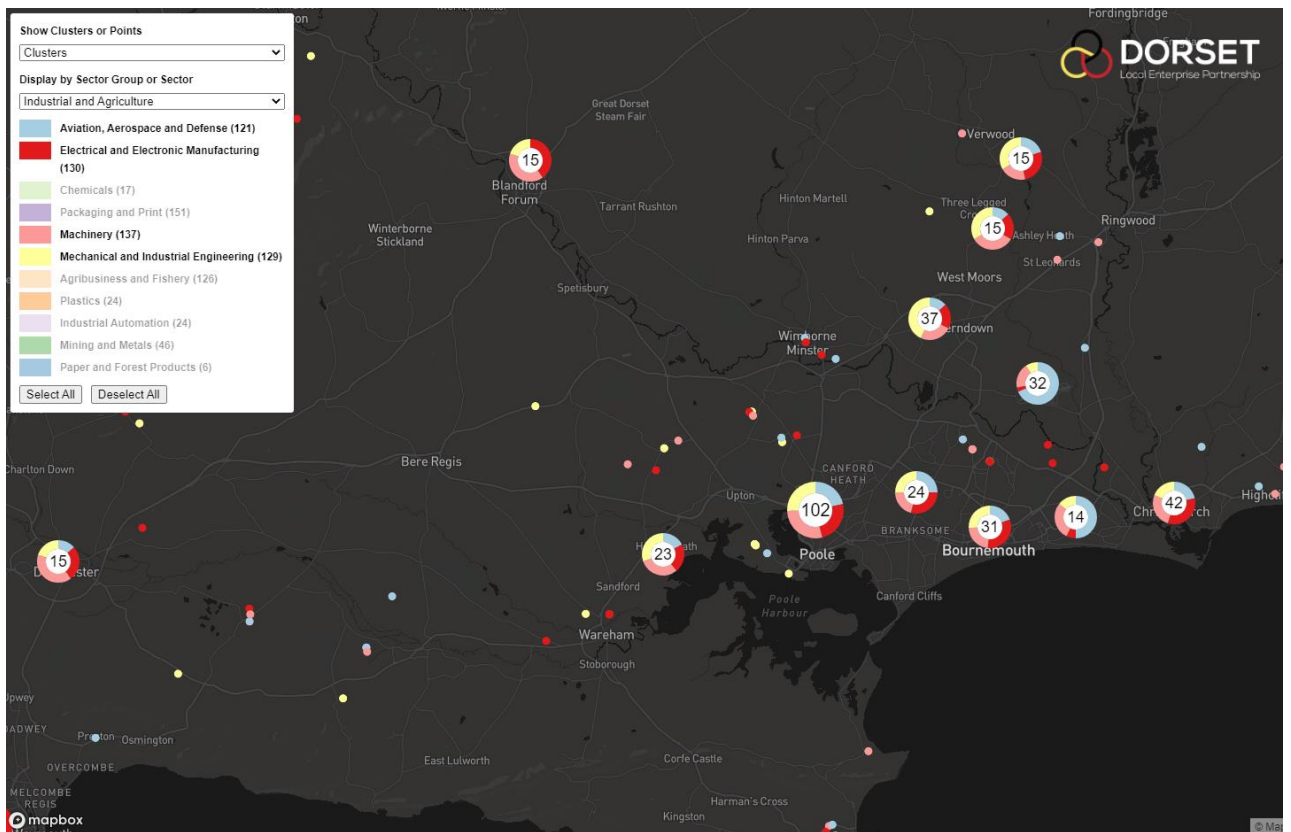 Show Clusters or Points
Clusters
Display by Sector Group or Sector
Industrial and Agriculture
Aviation, Aerospace and Defense (121)
Electrical and Electronic Manufacturing
(130)
Chemicals (17)
Packaging and Print (151)
Machinery (137)
Mechanical and Industrial Engineering (129)
Agribusiness and Fishery (126)
Plastics (24)
Industrial Automation (24)
Mining and Metals (46)
Paper and Forest Products (6)
Select All Deselect All
Fordingbridge
DORSET
Local Enterprise Partnership
Great Dorset
Steam Fair
Verwood
15
15
Blandford
Forum
Tarrant Rushton
Hinton Martell
Three Legged
Ringwood
Winterborne
Stickland
15
Hinton Parva
Ashley
St
West Moors
Spetisbury
37
Minster
32
Charlton Down
Bere Regis
CANFORD
HEATH
Upton
24
102
BRANKSOME
42
31
14
Poole
Bournemouth
15
23
Sandford
Canford Cliffs
Poole
Harbour
Wareham
Stoborough
Osmington
OVERCOMBE
East Lulworth
Corfe Castle
MELCOMBE
REGIS
Harman's Cross
Kingston
mapbox
© Ma